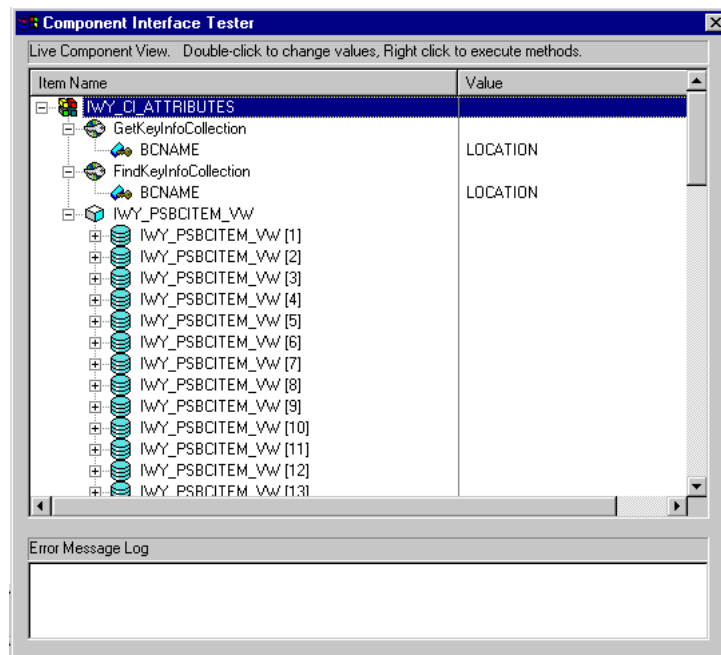 Component Interface Tester
Live Component View. Double-click to change values, Right click to execute methods.
Item Name Value
IWY_CI_ATTRIBUTES
GetKeyInfoCollection
BCNAME LOCATION
FindKeyInfoCollection
BCNAME LOCATION
IWY_PSBCITEM_VW
IWY_PSBCITEM_VW [1]
IWY_PSBCITEM_VW [2]
IWY_PSBCITEM_VW [3]
IWY_PSBCITEM_VW [4]
IWY_PSBCITEM_VW [5]
IWY_PSBCITEM_VW [6]
IWY_PSBCITEM_VW [7]
IWY_PSBCITEM_VW [8]
IWY_PSBCITEM_VW [9]
IWY_PSBCITEM_VW [10]
IWY_PSBCITEM_VW [11]
IWY_PSBCITEM_VW [12]
IWY_PSBCITEM_VW [13]
Error Message Log